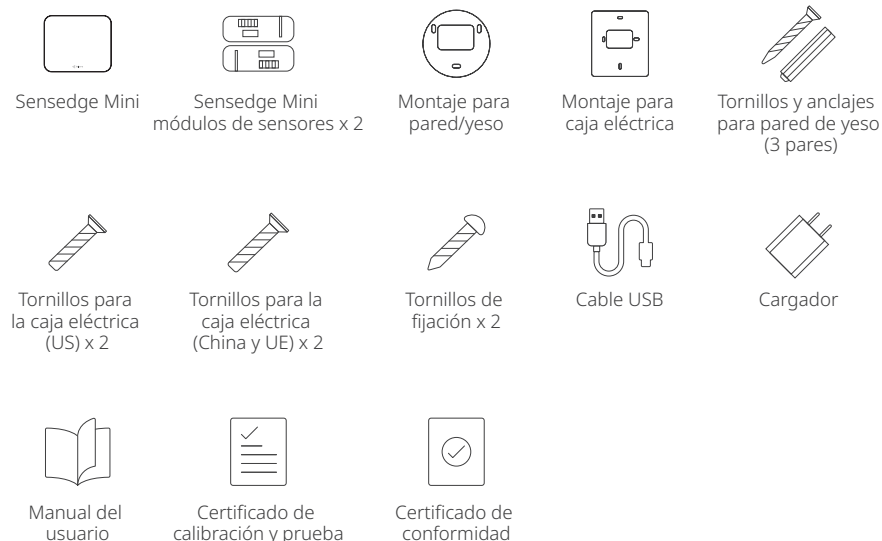 Sensedge Mini
Sensedge Mini
módulos de sensores x 2
Montaje para
pared/yeso
Montaje para
caja eléctrica
Tornillos y anclajes
para pared de yeso
(3 pares)
Tornillos para
la caja eléctrica
(US) x 2
Tornillos para la
caja eléctrica
(China y UE) x 2
Tornillos de
fijación x 2
Cable USB
Cargador
Manual del
usuario
Certificado de
calibración y prueba
Certificado de
conformidad